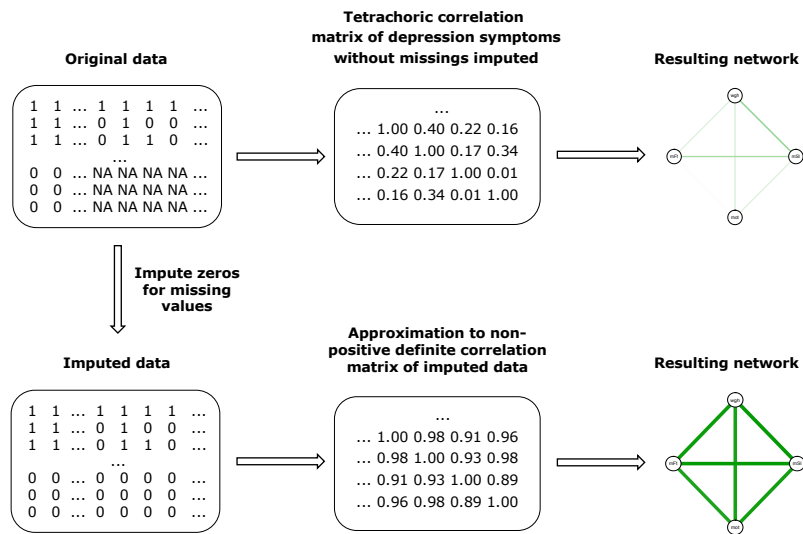 Original data
1 1 ... 1 1 1 1 ...
1 1 ... 0 1 0 0 ...
1 1 ... 0 1 1 0 ...
...
0 0 ... NA NA NA NA ...
0 0 ... NA NA NA NA ...
0 0 ... NA NA NA NA ...
Tetrachoric correlation
matrix of depression symptoms
without missings imputed
...
... 1.00 0.40 0.22 0.16
... 0.40 1.00 0.17 0.34
... 0.22 0.17 1.00 0.01
... 0.16 0.34 0.01 1.00
Resulting network
wgh
mFt
mSl
mot
Impute zeros
for missing
values
Imputed data
1 1 ... 1 1 1 1 ...
1 1 ... 0 1 0 0 ...
1 1 ... 0 1 1 0 ...
...
0 0 ... 0 0 0 0 ...
0 0 ... 0 0 0 0 ...
0 0 ... 0 0 0 0 ...
Approximation to non-
positive definite correlation
matrix of imputed data
...
... 1.00 0.98 0.91 0.96
... 0.98 1.00 0.93 0.98
... 0.91 0.93 1.00 0.89
... 0.96 0.98 0.89 1.00
Resulting network
wgh
mFt
mSl
mot